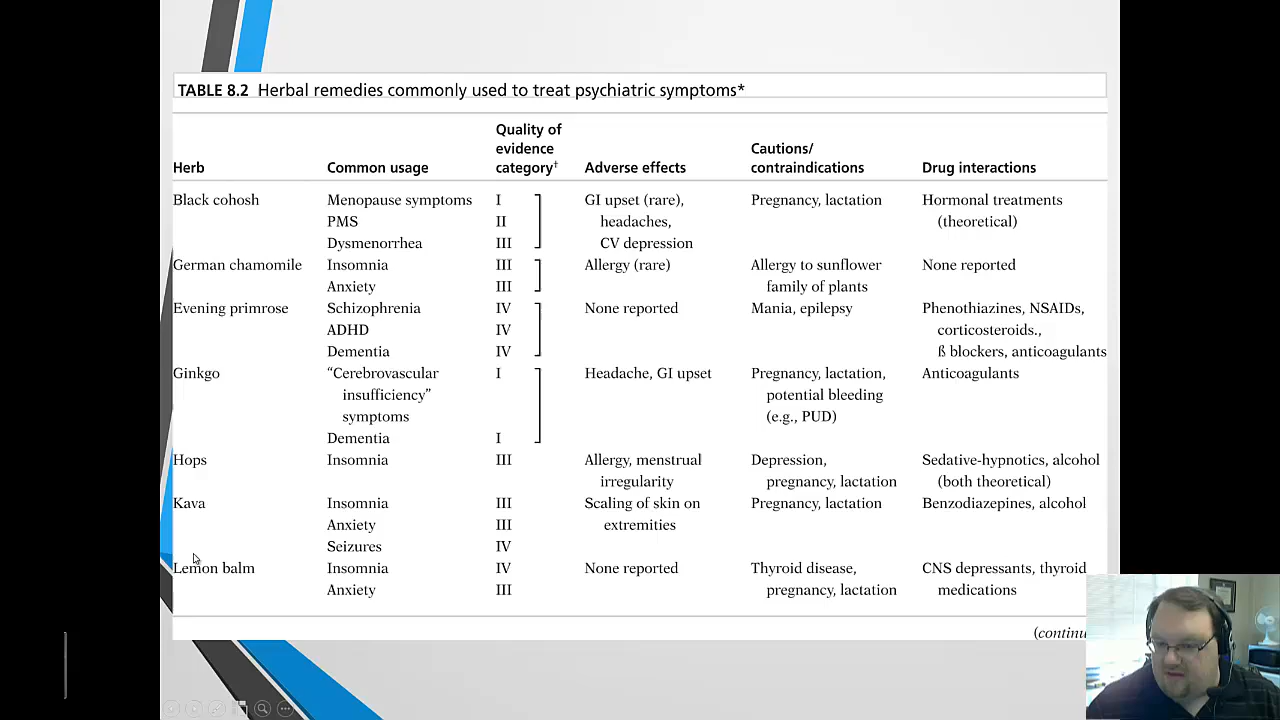 TABLE 8.2 Herbal remedies commonly used to treat psychiatric symptoms*
Quality of
evidence Cautions/
Herb Common usage category† Adverse effects contraindications Drug interactions
Black cohosh Menopause symptoms I GI upset (rare), Pregnancy, lactation Hormonal treatments
PMS II headaches, (theoretical)
Dysmenorrhea III CV depression
German chamomile Insomnia III Allergy (rare) Allergy to sunflower None reported
Anxiety III family of plants
Evening primrose Schizophrenia IV None reported Mania, epilepsy Phenothiazines, NSAIDs,
ADHD IV corticosteroids.,
Dementia IV ß blockers, anticoagulants
Ginkgo “Cerebrovascular I Headache, GI upset Pregnancy, lactation, Anticoagulants
insufficiency” potential bleeding
symptoms (e.g., PUD)
Dementia I
Hops Insomnia III Allergy, menstrual Depression, Sedative-hypnotics, alcohol
irregularity pregnancy, lactation (both theoretical)
Kava Insomnia III Scaling of skin on Pregnancy, lactation Benzodiazepines, alcohol
Anxiety III extremities
Seizures IV
Lemon balm Insomnia IV None reported Thyroid disease, CNS depressants, thyroid
Anxiety III pregnancy, lactation medications